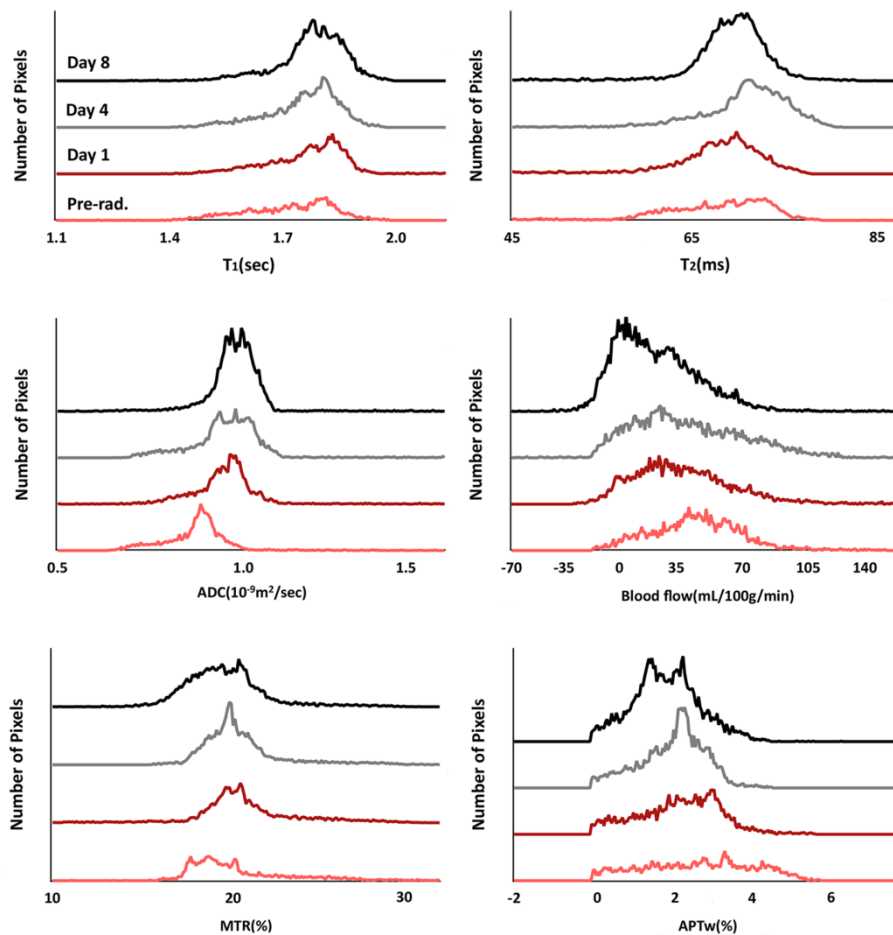 Number of Pixels
Day 8
Day 4
Day 1
Pre-rad.
1.1 1.4 1.7 2.0
T1(sec)
Number of Pixels
45 65 85
T2(ms)
Number of Pixels
0.5 1.0 1.5
ADC(10⁻⁹m²/sec)
Number of Pixels
-70 -35 0 35 70 105 140
Blood flow(mL/100g/min)
Number of Pixels
10 20 30
MTR(%)
Number of Pixels
-2 0 2 4 6
APTw(%)